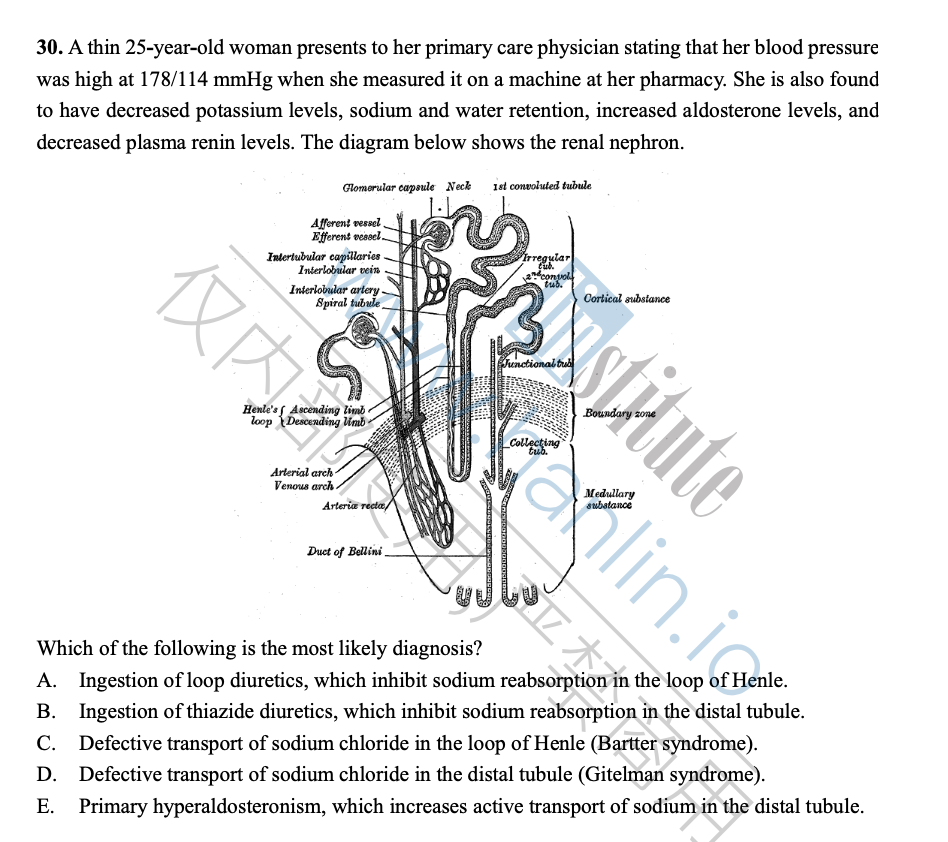 30. A thin 25-year-old woman presents to her primary care physician stating that her blood pressure
was high at 178/114 mmHg when she measured it on a machine at her pharmacy. She is also found
to have decreased potassium levels, sodium and water retention, increased aldosterone levels, and
decreased plasma renin levels. The diagram below shows the renal nephron.
Glomerular capsule Neck 1st convoluted tubule
Afferent vessel
Efferent vessel
Intertubular capillaries
Interlobular vein
Interlobular artery
Spiral tubule
Irregular
tub.
2nd convol.
tub.
Cortical substance
Junctional tub
Henle's loop { Ascending limb
Descending limb
Boundary zone
Collecting
tub.
Arterial arch
Venous arch
Arteriæ rectæ
Medullary
substance
Duct of Bellini
Institute
www.hanlin.io
仅内部使用,严禁商用
Which of the following is the most likely diagnosis?
A. Ingestion of loop diuretics, which inhibit sodium reabsorption in the loop of Henle.
B. Ingestion of thiazide diuretics, which inhibit sodium reabsorption in the distal tubule.
C. Defective transport of sodium chloride in the loop of Henle (Bartter syndrome).
D. Defective transport of sodium chloride in the distal tubule (Gitelman syndrome).
E. Primary hyperaldosteronism, which increases active transport of sodium in the distal tubule.